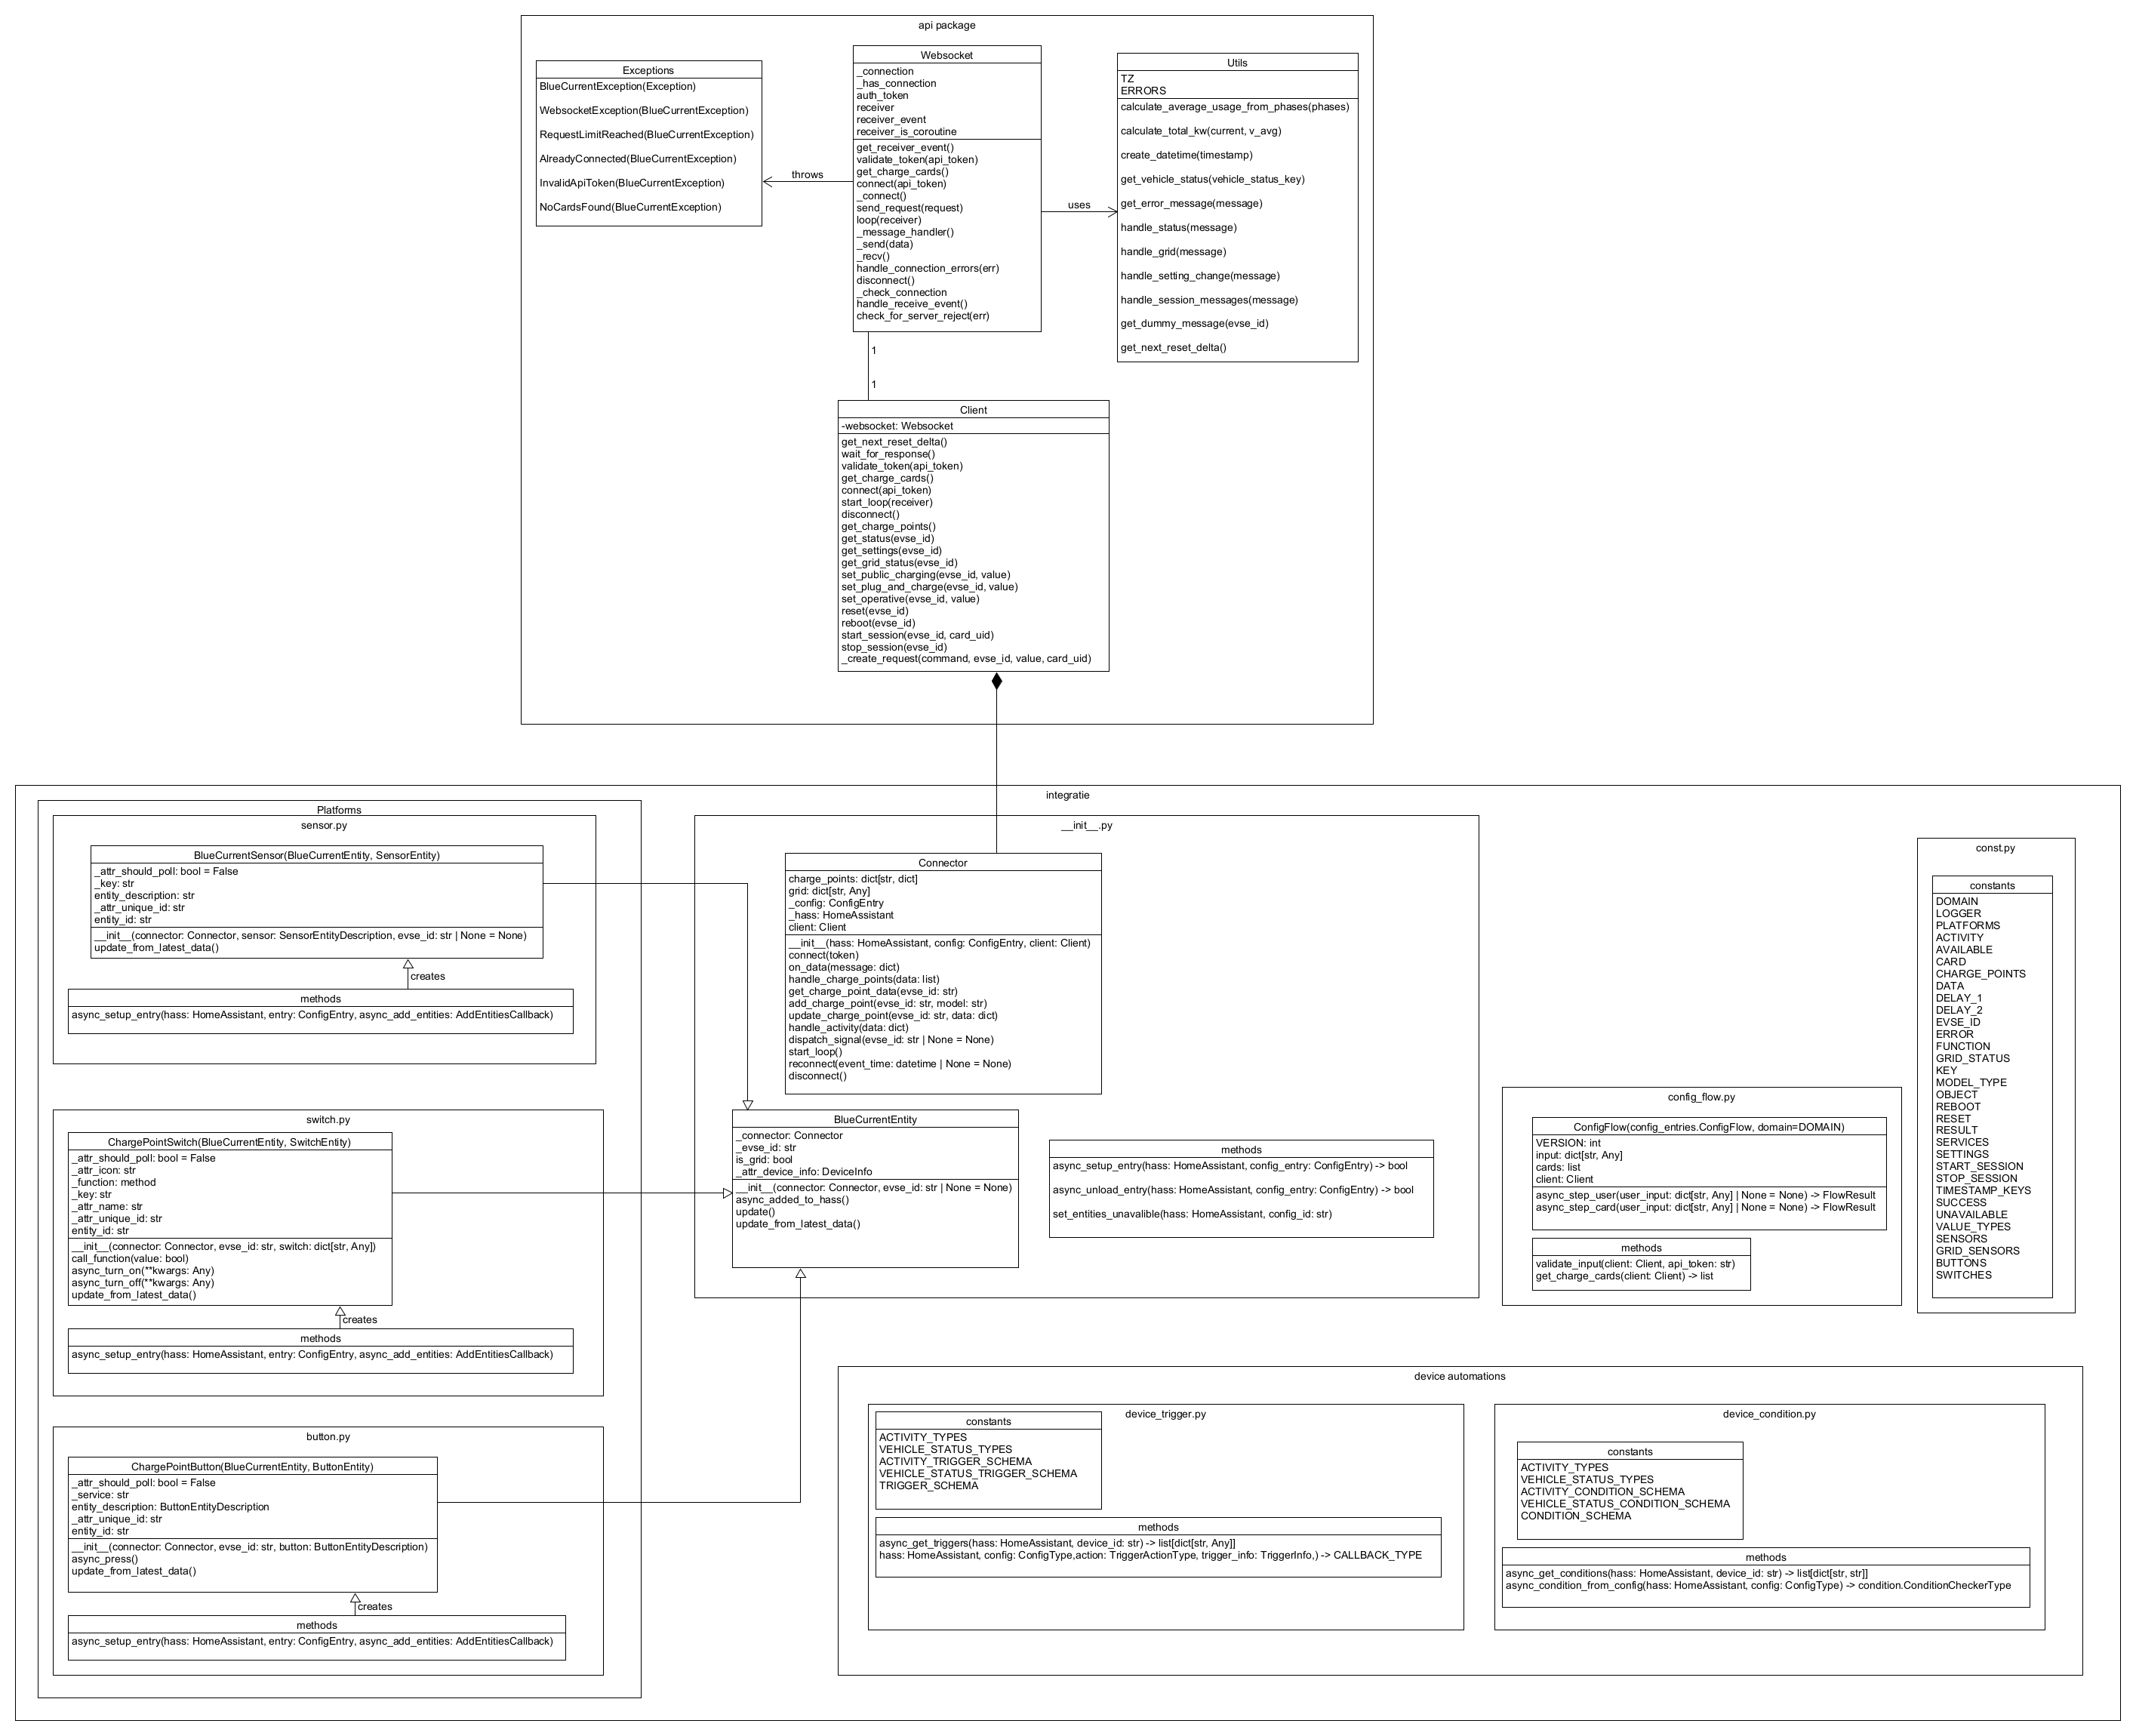 api package
Exceptions
BlueCurrentException(Exception)
WebsocketException(BlueCurrentException)
RequestLimitReached(BlueCurrentException)
AlreadyConnected(BlueCurrentException)
InvalidApiToken(BlueCurrentException)
NoCardsFound(BlueCurrentException)
throws
Websocket
_connection
_has_connection
auth_token
receiver
receiver_event
receiver_is_coroutine
get_receiver_event()
validate_token(api_token)
get_charge_cards()
connect(api_token)
_connect()
send_request(request)
loop(receiver)
_message_handler()
_send(data)
_recv()
handle_connection_errors(err)
disconnect()
_check_connection
handle_receive_event()
check_for_server_reject(err)
uses
Utils
TZ
ERRORS
calculate_average_usage_from_phases(phases)
calculate_total_kw(current, v_avg)
create_datetime(timestamp)
get_vehicle_status(vehicle_status_key)
get_error_message(message)
handle_status(message)
handle_grid(message)
handle_setting_change(message)
handle_session_messages(message)
get_dummy_message(evse_id)
get_next_reset_delta()
1
1
Client
-websocket: Websocket
get_next_reset_delta()
wait_for_response()
validate_token(api_token)
get_charge_cards()
connect(api_token)
start_loop(receiver)
disconnect()
get_charge_points()
get_status(evse_id)
get_settings(evse_id)
get_grid_status(evse_id)
set_public_charging(evse_id, value)
set_plug_and_charge(evse_id, value)
set_operative(evse_id, value)
reset(evse_id)
reboot(evse_id)
start_session(evse_id, card_uid)
stop_session(evse_id)
_create_request(command, evse_id, value, card_uid)
integratie
Platforms
sensor.py
BlueCurrentSensor(BlueCurrentEntity, SensorEntity)
_attr_should_poll: bool = False
_key: str
entity_description: str
_attr_unique_id: str
entity_id: str
__init__(connector: Connector, sensor: SensorEntityDescription, evse_id: str | None = None)
update_from_latest_data()
creates
methods
async_setup_entry(hass: HomeAssistant, entry: ConfigEntry, async_add_entities: AddEntitiesCallback)
switch.py
ChargePointSwitch(BlueCurrentEntity, SwitchEntity)
_attr_should_poll: bool = False
_attr_icon: str
_function: method
_key: str
_attr_name: str
_attr_unique_id: str
entity_id: str
__init__(connector: Connector, evse_id: str, switch: dict[str, Any])
call_function(value: bool)
async_turn_on(**kwargs: Any)
async_turn_off(**kwargs: Any)
update_from_latest_data()
creates
methods
async_setup_entry(hass: HomeAssistant, entry: ConfigEntry, async_add_entities: AddEntitiesCallback)
button.py
ChargePointButton(BlueCurrentEntity, ButtonEntity)
_attr_should_poll: bool = False
_service: str
entity_description: ButtonEntityDescription
_attr_unique_id: str
entity_id: str
__init__(connector: Connector, evse_id: str, button: ButtonEntityDescription)
async_press()
update_from_latest_data()
creates
methods
async_setup_entry(hass: HomeAssistant, entry: ConfigEntry, async_add_entities: AddEntitiesCallback)
__init__.py
Connector
charge_points: dict[str, dict]
grid: dict[str, Any]
_config: ConfigEntry
_hass: HomeAssistant
client: Client
__init__(hass: HomeAssistant, config: ConfigEntry, client: Client)
connect(token)
on_data(message: dict)
handle_charge_points(data: list)
get_charge_point_data(evse_id: str)
add_charge_point(evse_id: str, model: str)
update_charge_point(evse_id: str, data: dict)
handle_activity(data: dict)
dispatch_signal(evse_id: str | None = None)
start_loop()
reconnect(event_time: datetime | None = None)
disconnect()
BlueCurrentEntity
_connector: Connector
_evse_id: str
is_grid: bool
_attr_device_info: DeviceInfo
__init__(connector: Connector, evse_id: str | None = None)
async_added_to_hass()
update()
update_from_latest_data()
methods
async_setup_entry(hass: HomeAssistant, config_entry: ConfigEntry) -> bool
async_unload_entry(hass: HomeAssistant, config_entry: ConfigEntry) -> bool
set_entities_unavalible(hass: HomeAssistant, config_id: str)
config_flow.py
ConfigFlow(config_entries.ConfigFlow, domain=DOMAIN)
VERSION: int
input: dict[str, Any]
cards: list
client: Client
async_step_user(user_input: dict[str, Any] | None = None) -> FlowResult
async_step_card(user_input: dict[str, Any] | None = None) -> FlowResult
methods
validate_input(client: Client, api_token: str)
get_charge_cards(client: Client) -> list
const.py
constants
DOMAIN
LOGGER
PLATFORMS
ACTIVITY
AVAILABLE
CARD
CHARGE_POINTS
DATA
DELAY_1
DELAY_2
EVSE_ID
ERROR
FUNCTION
GRID_STATUS
KEY
MODEL_TYPE
OBJECT
REBOOT
RESET
RESULT
SERVICES
SETTINGS
START_SESSION
STOP_SESSION
TIMESTAMP_KEYS
SUCCESS
UNAVAILABLE
VALUE_TYPES
SENSORS
GRID_SENSORS
BUTTONS
SWITCHES
device automations
device_trigger.py
constants
ACTIVITY_TYPES
VEHICLE_STATUS_TYPES
ACTIVITY_TRIGGER_SCHEMA
VEHICLE_STATUS_TRIGGER_SCHEMA
TRIGGER_SCHEMA
methods
async_get_triggers(hass: HomeAssistant, device_id: str) -> list[dict[str, Any]]
hass: HomeAssistant, config: ConfigType,action: TriggerActionType, trigger_info: TriggerInfo,) -> CALLBACK_TYPE
device_condition.py
constants
ACTIVITY_TYPES
VEHICLE_STATUS_TYPES
ACTIVITY_CONDITION_SCHEMA
VEHICLE_STATUS_CONDITION_SCHEMA
CONDITION_SCHEMA
methods
async_get_conditions(hass: HomeAssistant, device_id: str) -> list[dict[str, str]]
async_condition_from_config(hass: HomeAssistant, config: ConfigType) -> condition.ConditionCheckerType